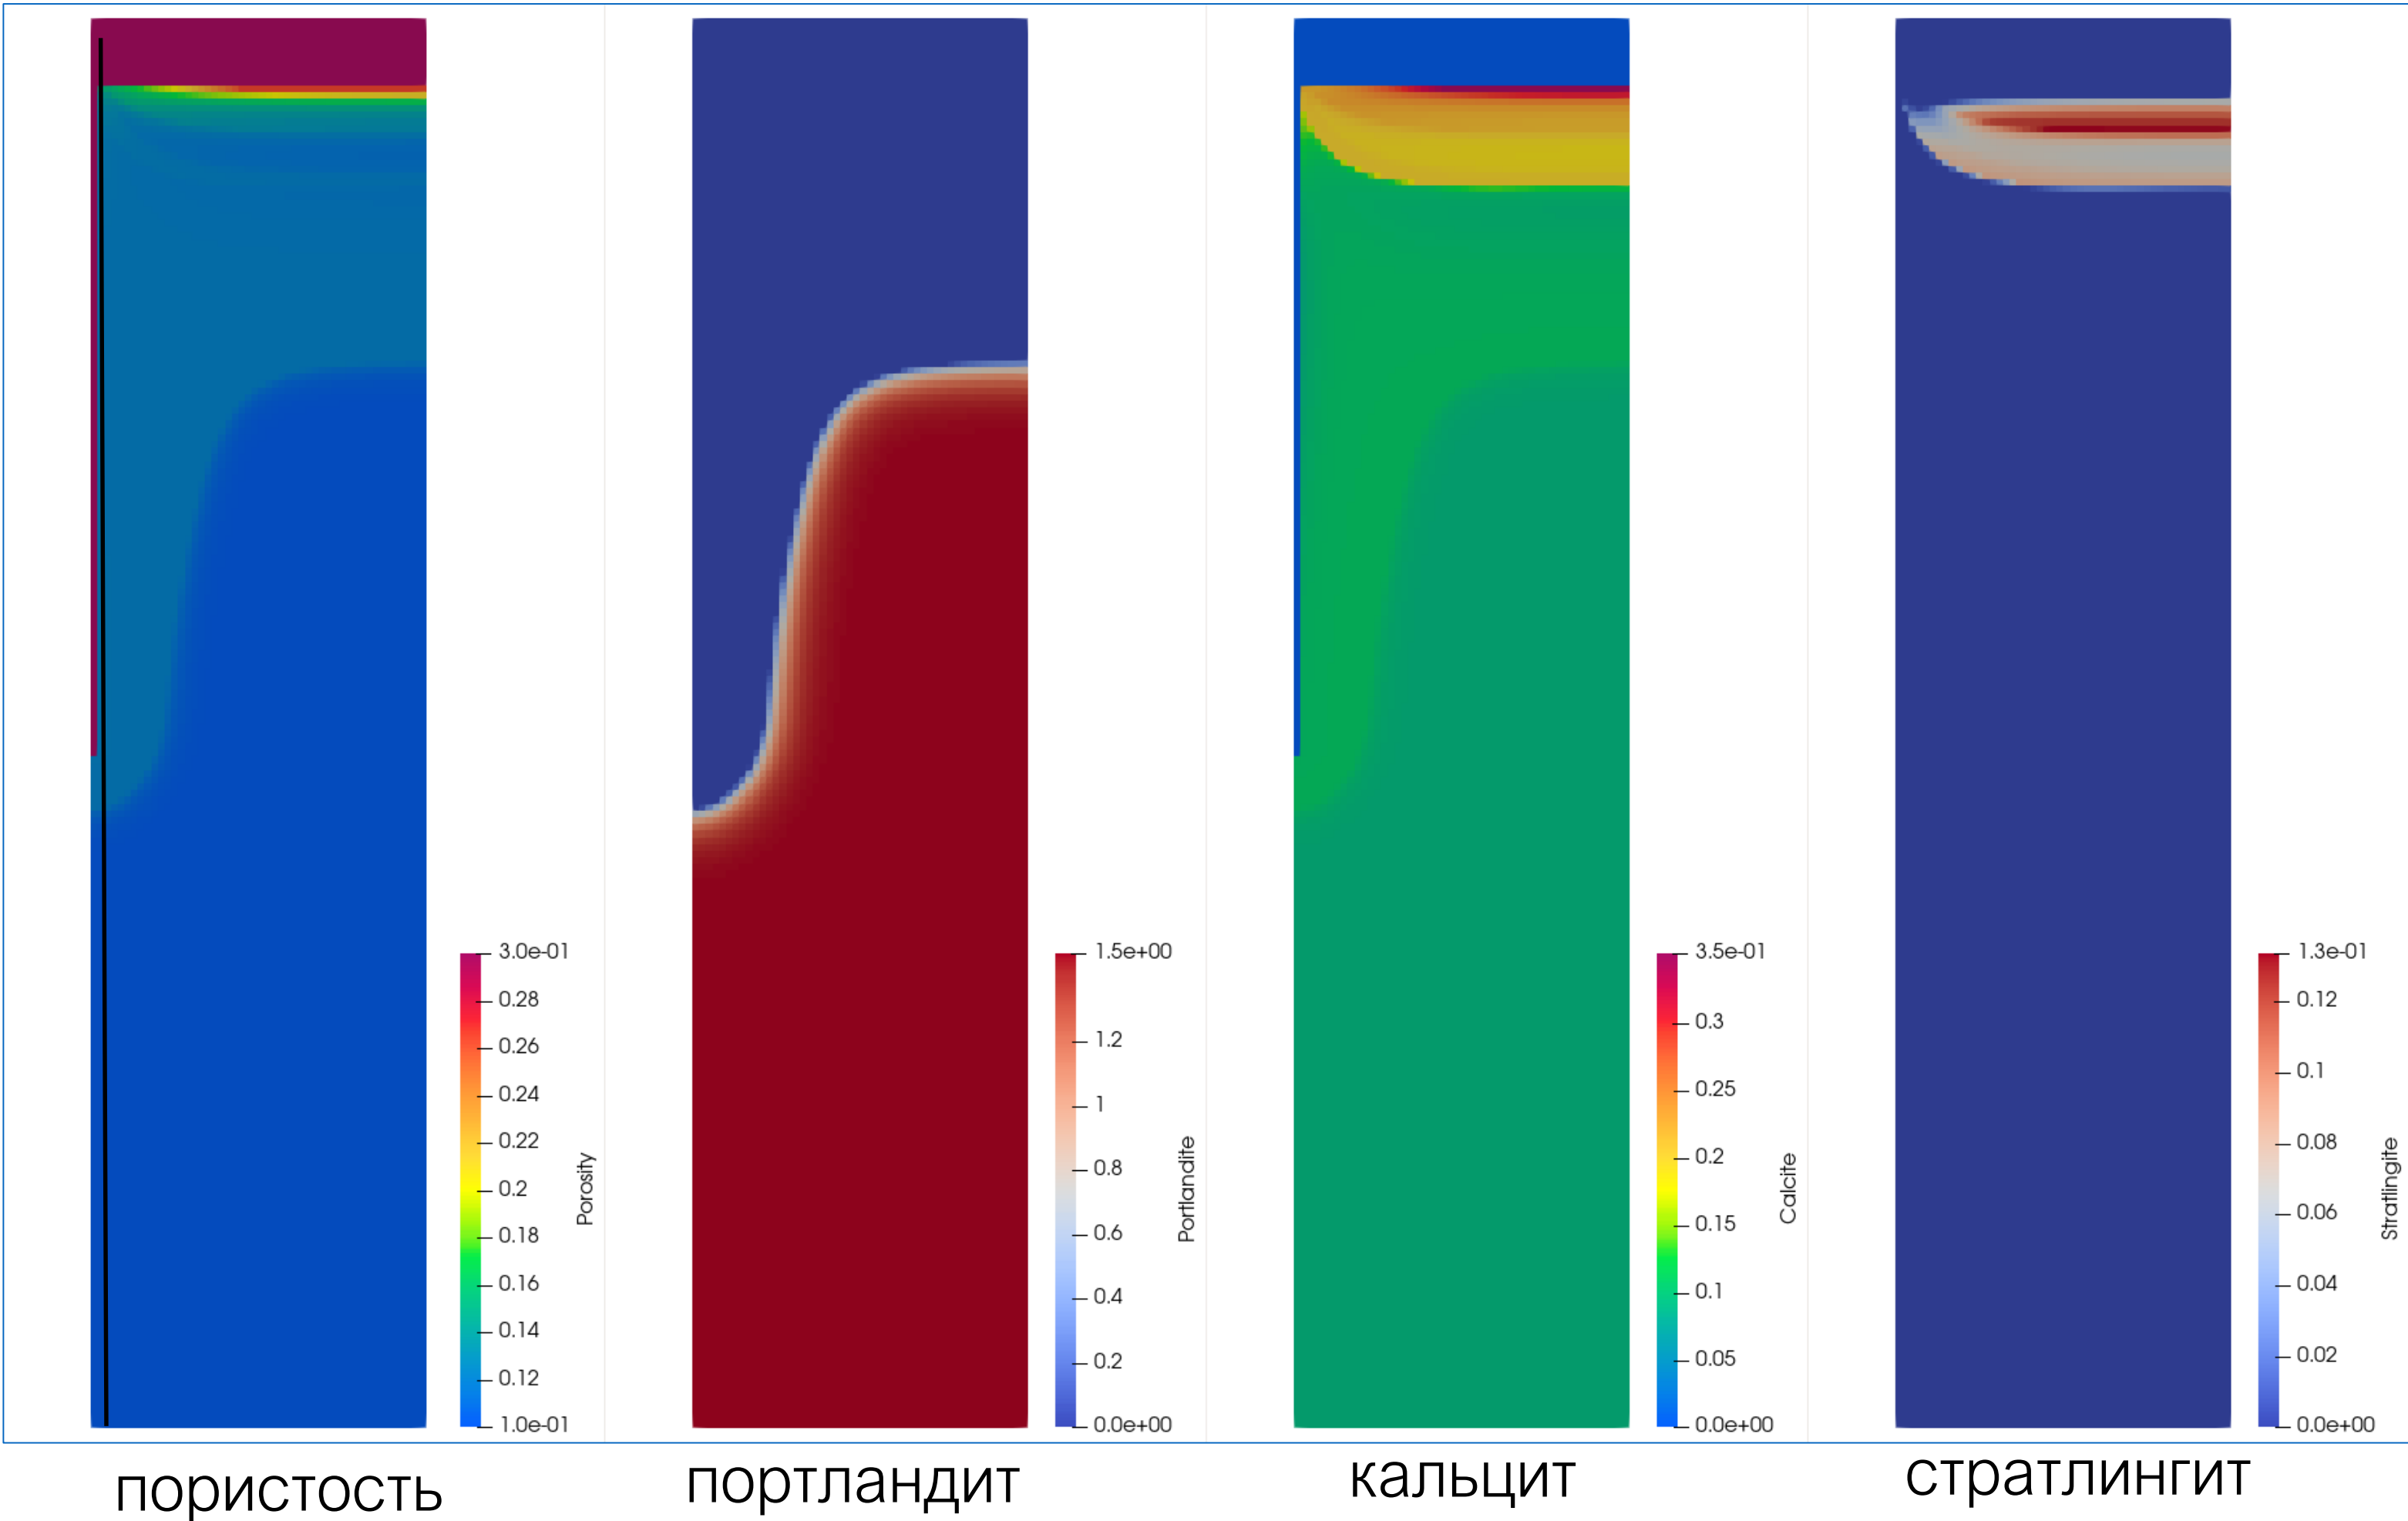 3.0e-01
0.28
0.26
0.24
0.22
0.2
0.18
0.16
0.14
0.12
1.0e-01
Porosity
1.5e+00
1.2
1
0.8
0.6
0.4
0.2
0.0e+00
Portlandite
3.5e-01
0.3
0.25
0.2
0.15
0.1
0.05
0.0e+00
Calcite
1.3e-01
0.12
0.1
0.08
0.06
0.04
0.02
0.0e+00
Stratlingite
пористость
портландит
кальцит
стратлингит